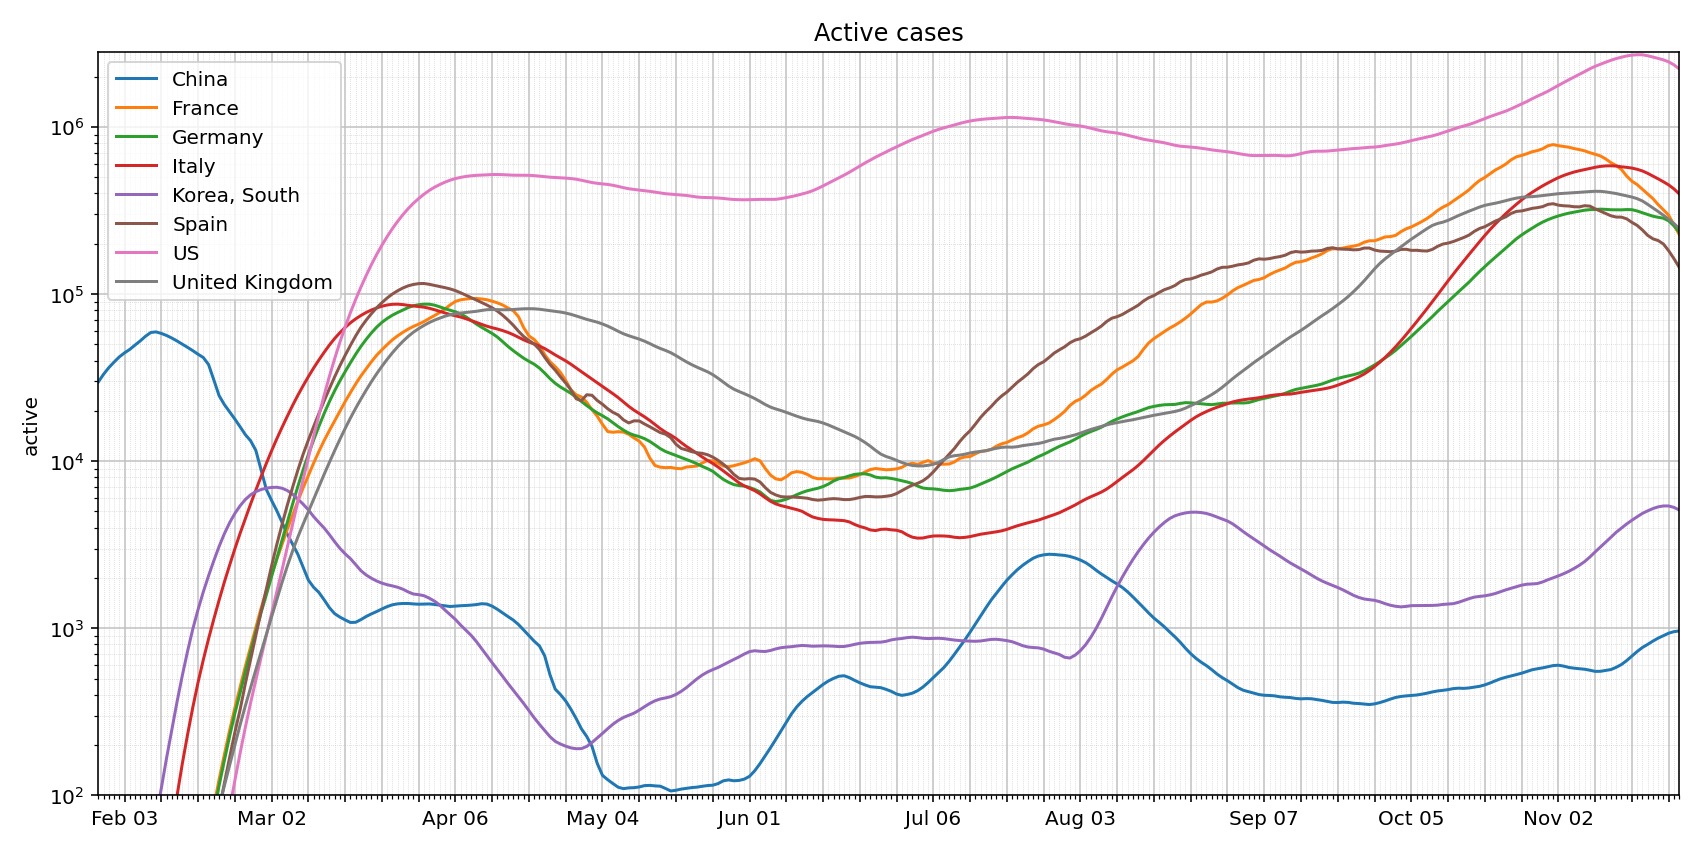 Active cases
China
France
Germany
Italy
Korea, South
Spain
US
United Kingdom
active
10⁶
10⁵
10⁴
10³
10²
Feb 03 Mar 02 Apr 06 May 04 Jun 01 Jul 06 Aug 03 Sep 07 Oct 05 Nov 02